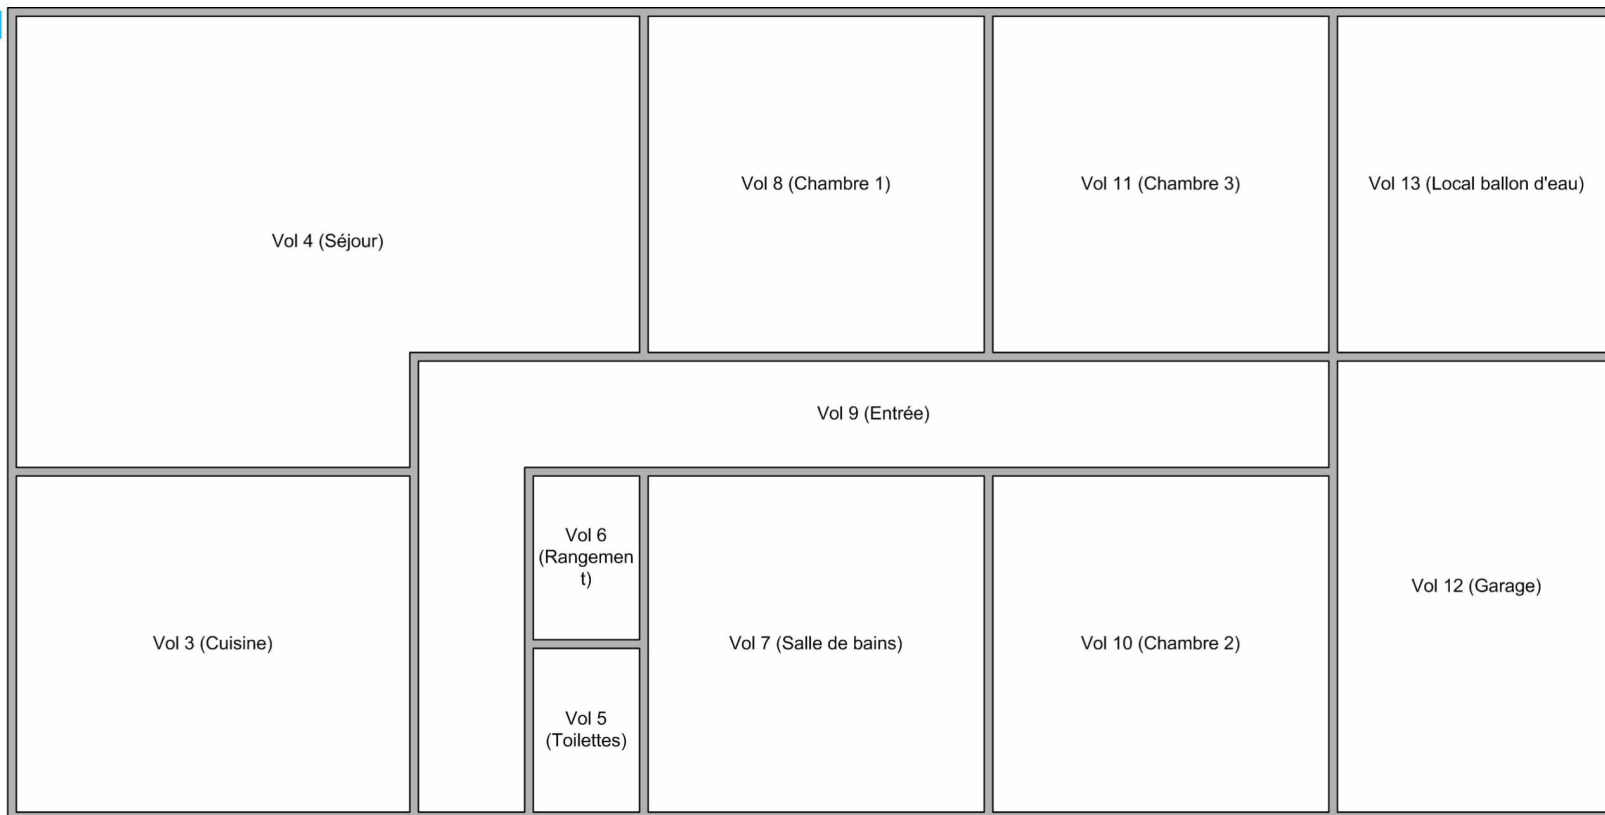 Vol 8 (Chambre 1)
Vol 11 (Chambre 3)
Vol 13 (Local ballon d'eau)
Vol 4 (Séjour)
Vol 9 (Entrée)
Vol 6
(Rangemen
t)
Vol 12 (Garage)
Vol 3 (Cuisine)
Vol 7 (Salle de bains)
Vol 10 (Chambre 2)
Vol 5
(Toilettes)